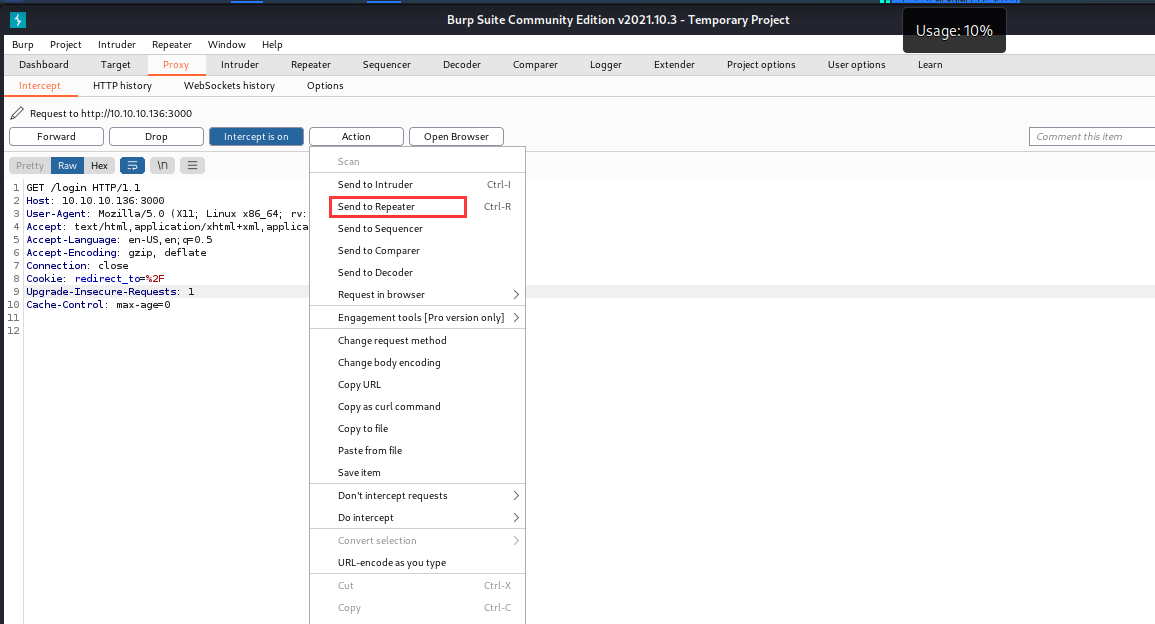 Burp Suite Community Edition v2021.10.3 - Temporary Project
Usage: 10%
Burp Project Intruder Repeater Window Help
Dashboard Target Proxy Intruder Repeater Sequencer Decoder Comparer Logger Extender Project options User options Learn
Intercept HTTP history WebSockets history Options
Request to http://10.10.10.136:3000
Forward Drop Intercept is on Action Open Browser Comment this item
Pretty Raw Hex \n
1 GET /login HTTP/1.1
2 Host: 10.10.10.136:3000
3 User-Agent: Mozilla/5.0 (X11; Linux x86_64; rv:
4 Accept: text/html,application/xhtml+xml,applica
5 Accept-Language: en-US,en;q=0.5
6 Accept-Encoding: gzip, deflate
7 Connection: close
8 Cookie: redirect_to=%2F
9 Upgrade-Insecure-Requests: 1
10 Cache-Control: max-age=0
11
12
Scan
Send to Intruder Ctrl-I
Send to Repeater Ctrl-R
Send to Sequencer
Send to Comparer
Send to Decoder
Request in browser
Engagement tools [Pro version only]
Change request method
Change body encoding
Copy URL
Copy as curl command
Copy to file
Paste from file
Save item
Don't intercept requests
Do intercept
Convert selection
URL-encode as you type
Cut Ctrl-X
Copy Ctrl-C